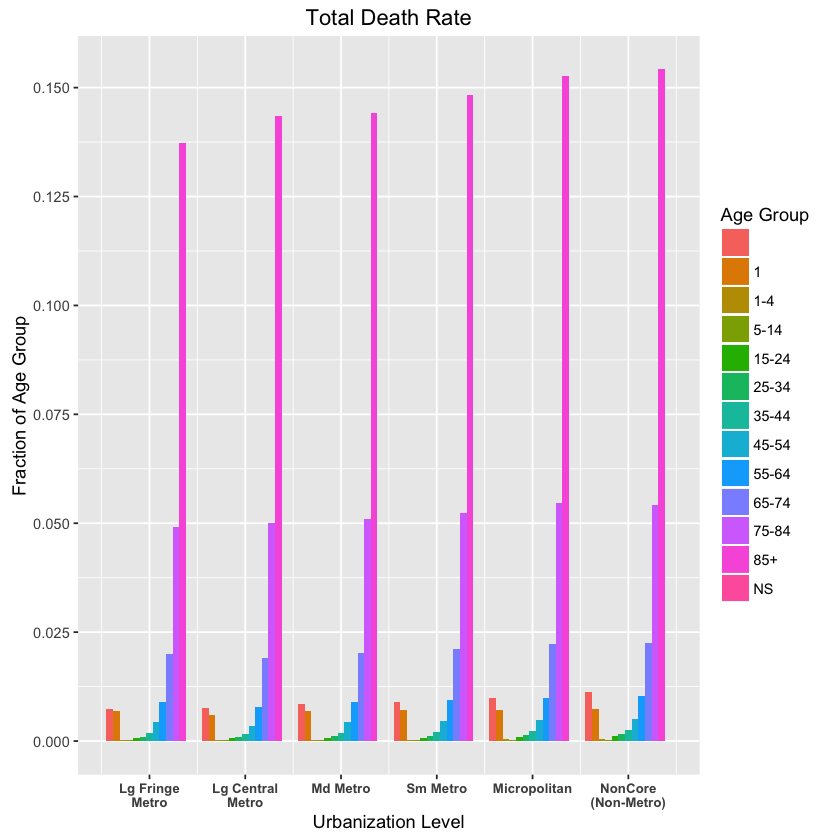 Total Death Rate
Fraction of Age Group
0.150
0.125
0.100
0.075
0.050
0.025
0.000
Lg Fringe
Metro
Lg Central
Metro
Md Metro
Sm Metro
Micropolitan
NonCore
(Non-Metro)
Urbanization Level
Age Group
1
1-4
5-14
15-24
25-34
35-44
45-54
55-64
65-74
75-84
85+
NS